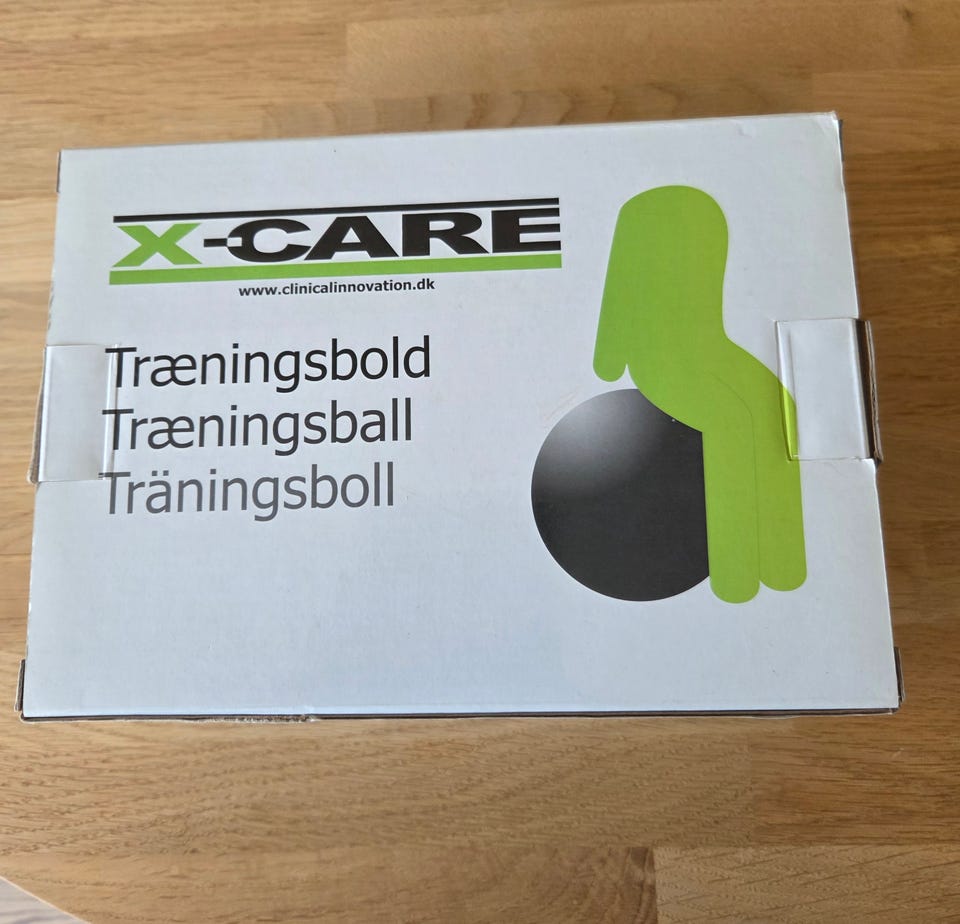 X-CARE
www.clinicalinnovation.dk
Træningsbold
Træningsball
Träningsboll